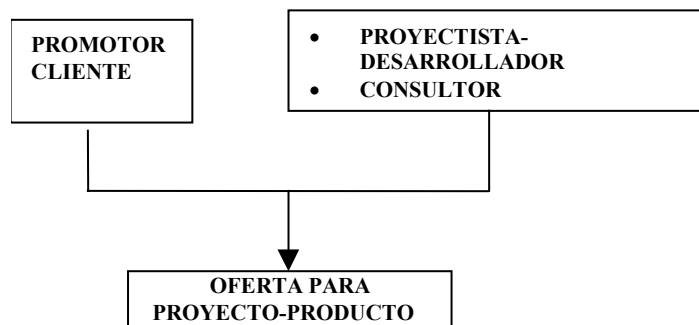 PROMOTOR
CLIENTE
• PROYECTISTA-
DESARROLLADOR
• CONSULTOR
OFERTA PARA
PROYECTO-PRODUCTO